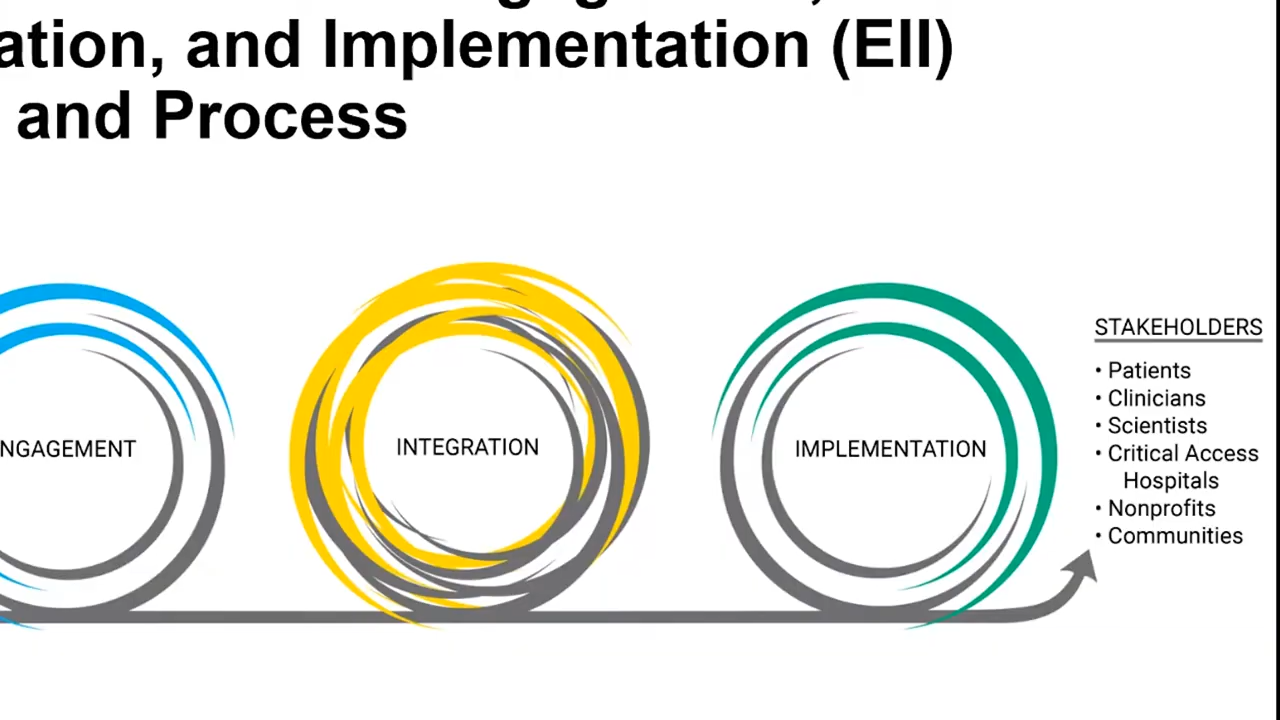 ation, and Implementation (EII)
and Process
NGAGEMENT
INTEGRATION
IMPLEMENTATION
STAKEHOLDERS
• Patients
• Clinicians
• Scientists
• Critical Access
Hospitals
• Nonprofits
• Communities